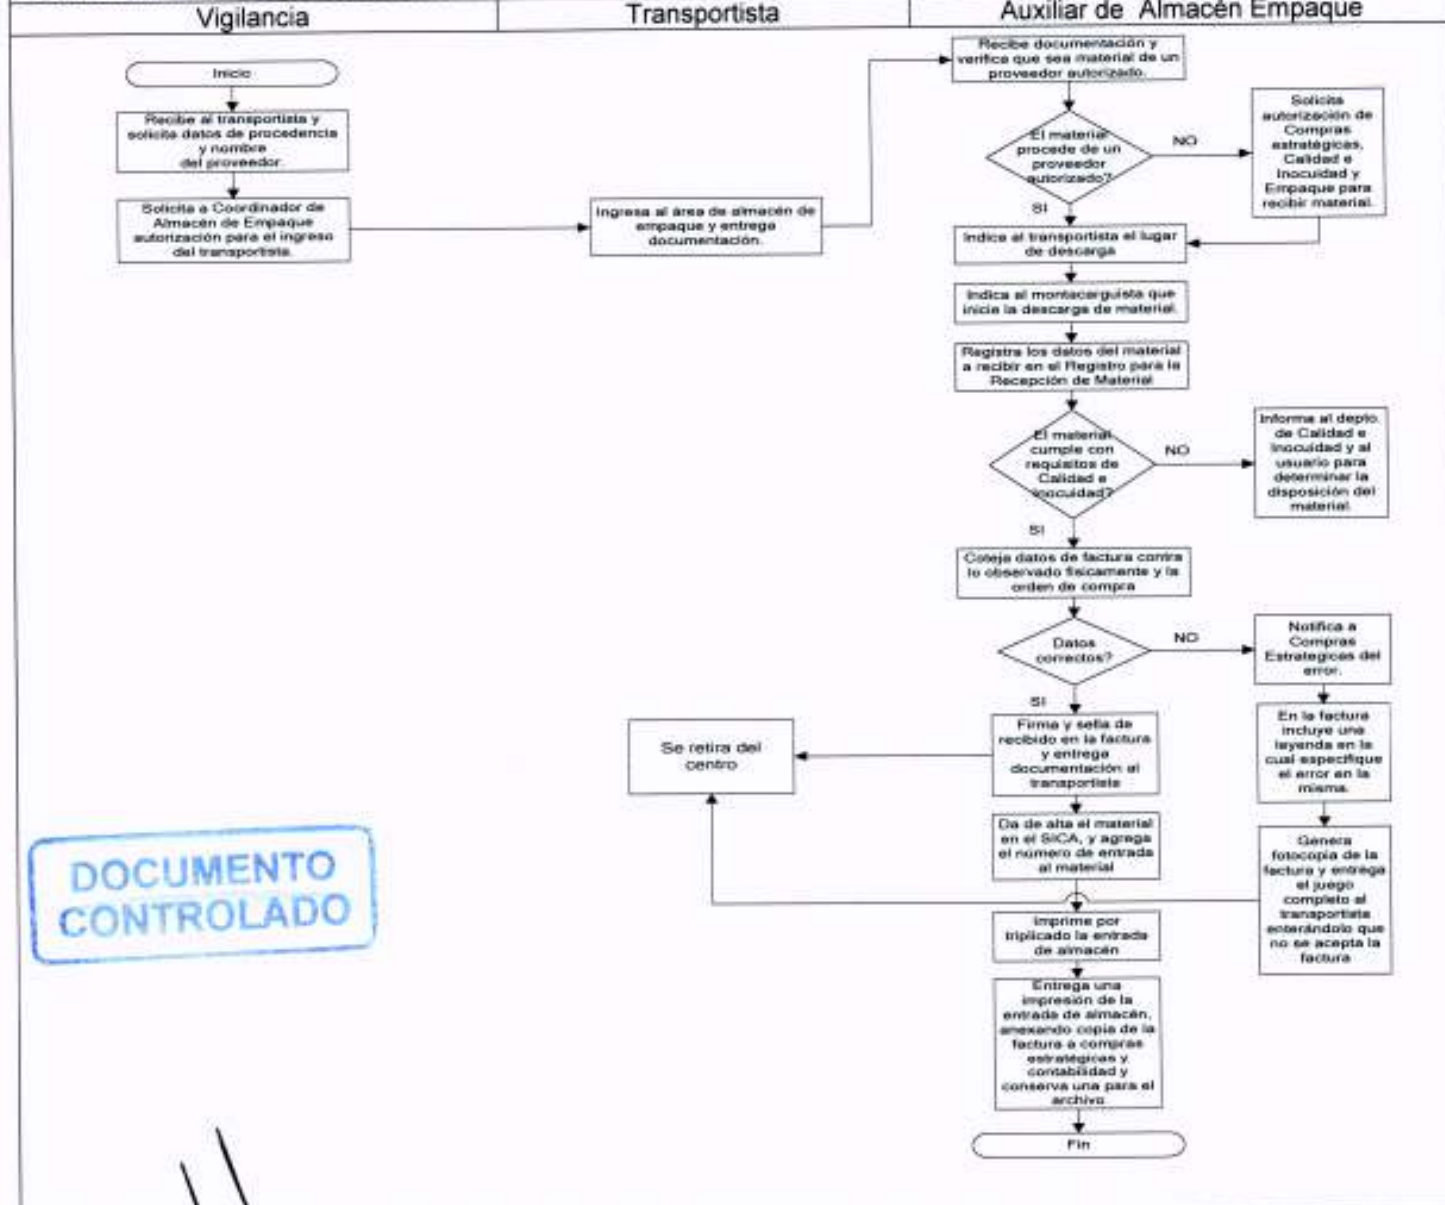 Vigilancia
Transportista
Auxiliar de Almacén Empaque
Inicio
Recibe al transportista y
solicita datos de procedencia
y nombre
del proveedor.
Solicita a Coordinador de
Almacén de Empaque
autorización para el ingreso
del transportista.
Ingresa al área de almacén de
empaque y entrega
documentación.
Recibe documentación y
verifica que sea material de un
proveedor autorizado.
El material
procede de un
proveedor
autorizado?
NO
Solicita
autorización de
Compras
estratégicas,
Calidad e
Inocuidad y
Empaque para
recibir material.
SI
Indica al transportista el lugar
de descarga
Indica al montacarguista que
inicie la descarga de material.
Registra los datos del material
a recibir en el Registro para la
Recepción de Material
El material
cumple con
requisitos de
Calidad e
inocuidad?
NO
Informa al depto.
de Calidad e
Inocuidad y al
usuario para
determinar la
disposición del
material.
SI
Coteja datos de factura contra
lo observado físicamente y la
orden de compra
Datos
correctos?
NO
Notifica a
Compras
Estrategicas del
error.
SI
Firma y sella de
recibido en la factura
y entrega
documentación al
transportista
Se retira del
centro
En la factura
incluye una
leyenda en la
cual especifique
el error en la
misma.
Da de alta el material
en el SICA, y agrega
el número de entrada
al material
Genera
fotocopia de la
factura y entrega
el juego
completo al
transportista
enterándolo que
no se acepta la
factura
Imprime por
triplicado la entrada
de almacén
Entrega una
impresión de la
entrada de almacén,
anexando copia de la
factura a compras
estratégicas y
contabilidad y
conserva una para el
archivo.
Fin
DOCUMENTO
CONTROLADO